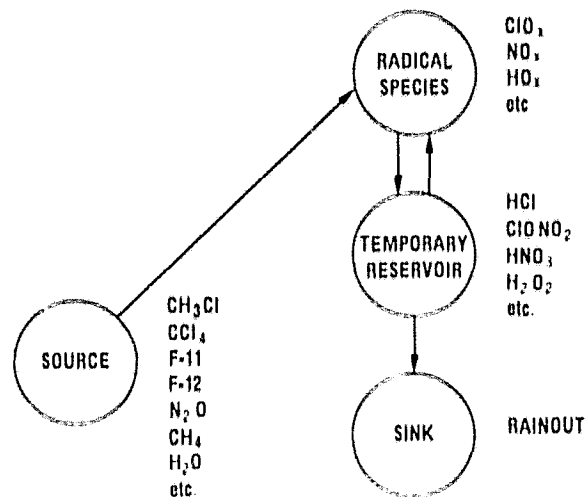 RADICAL
SPECIES
ClOₓ
NOₓ
HOₓ
etc
TEMPORARY
RESERVOIR
HCl
ClONO₂
HNO₃
H₂O₂
etc.
SOURCE
CH₃Cl
CCl₄
F-11
F-12
N₂O
CH₄
H₂O
etc.
SINK
RAINOUT